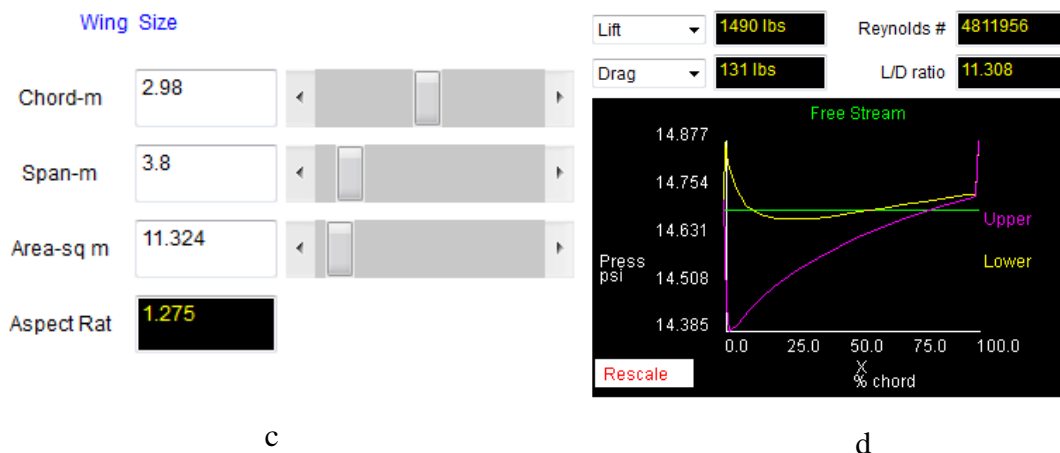 Wing Size
Chord-m 2.98
Span-m 3.8
Area-sq m 11.324
Aspect Rat 1.275
c
Lift 1490 lbs Reynolds # 4811956
Drag 131 lbs L/D ratio 11.308
Free Stream
14.877
14.754
14.631
Upper
Press
psi
Lower
14.508
14.385
0.0 25.0 50.0 75.0 100.0
X
% chord
Rescale
d